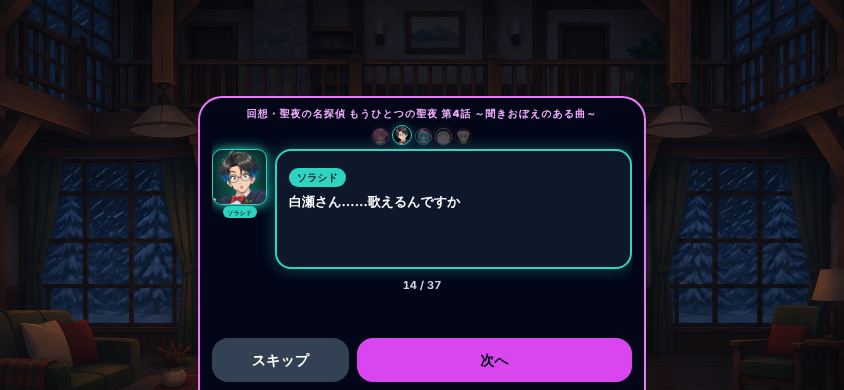 回想・聖夜の名探偵 もうひとつの聖夜 第4話 ～聞きおぼえのある曲～
ソラシド
ソラシド
白瀬さん……歌えるんですか
14 / 37
スキップ
次へ